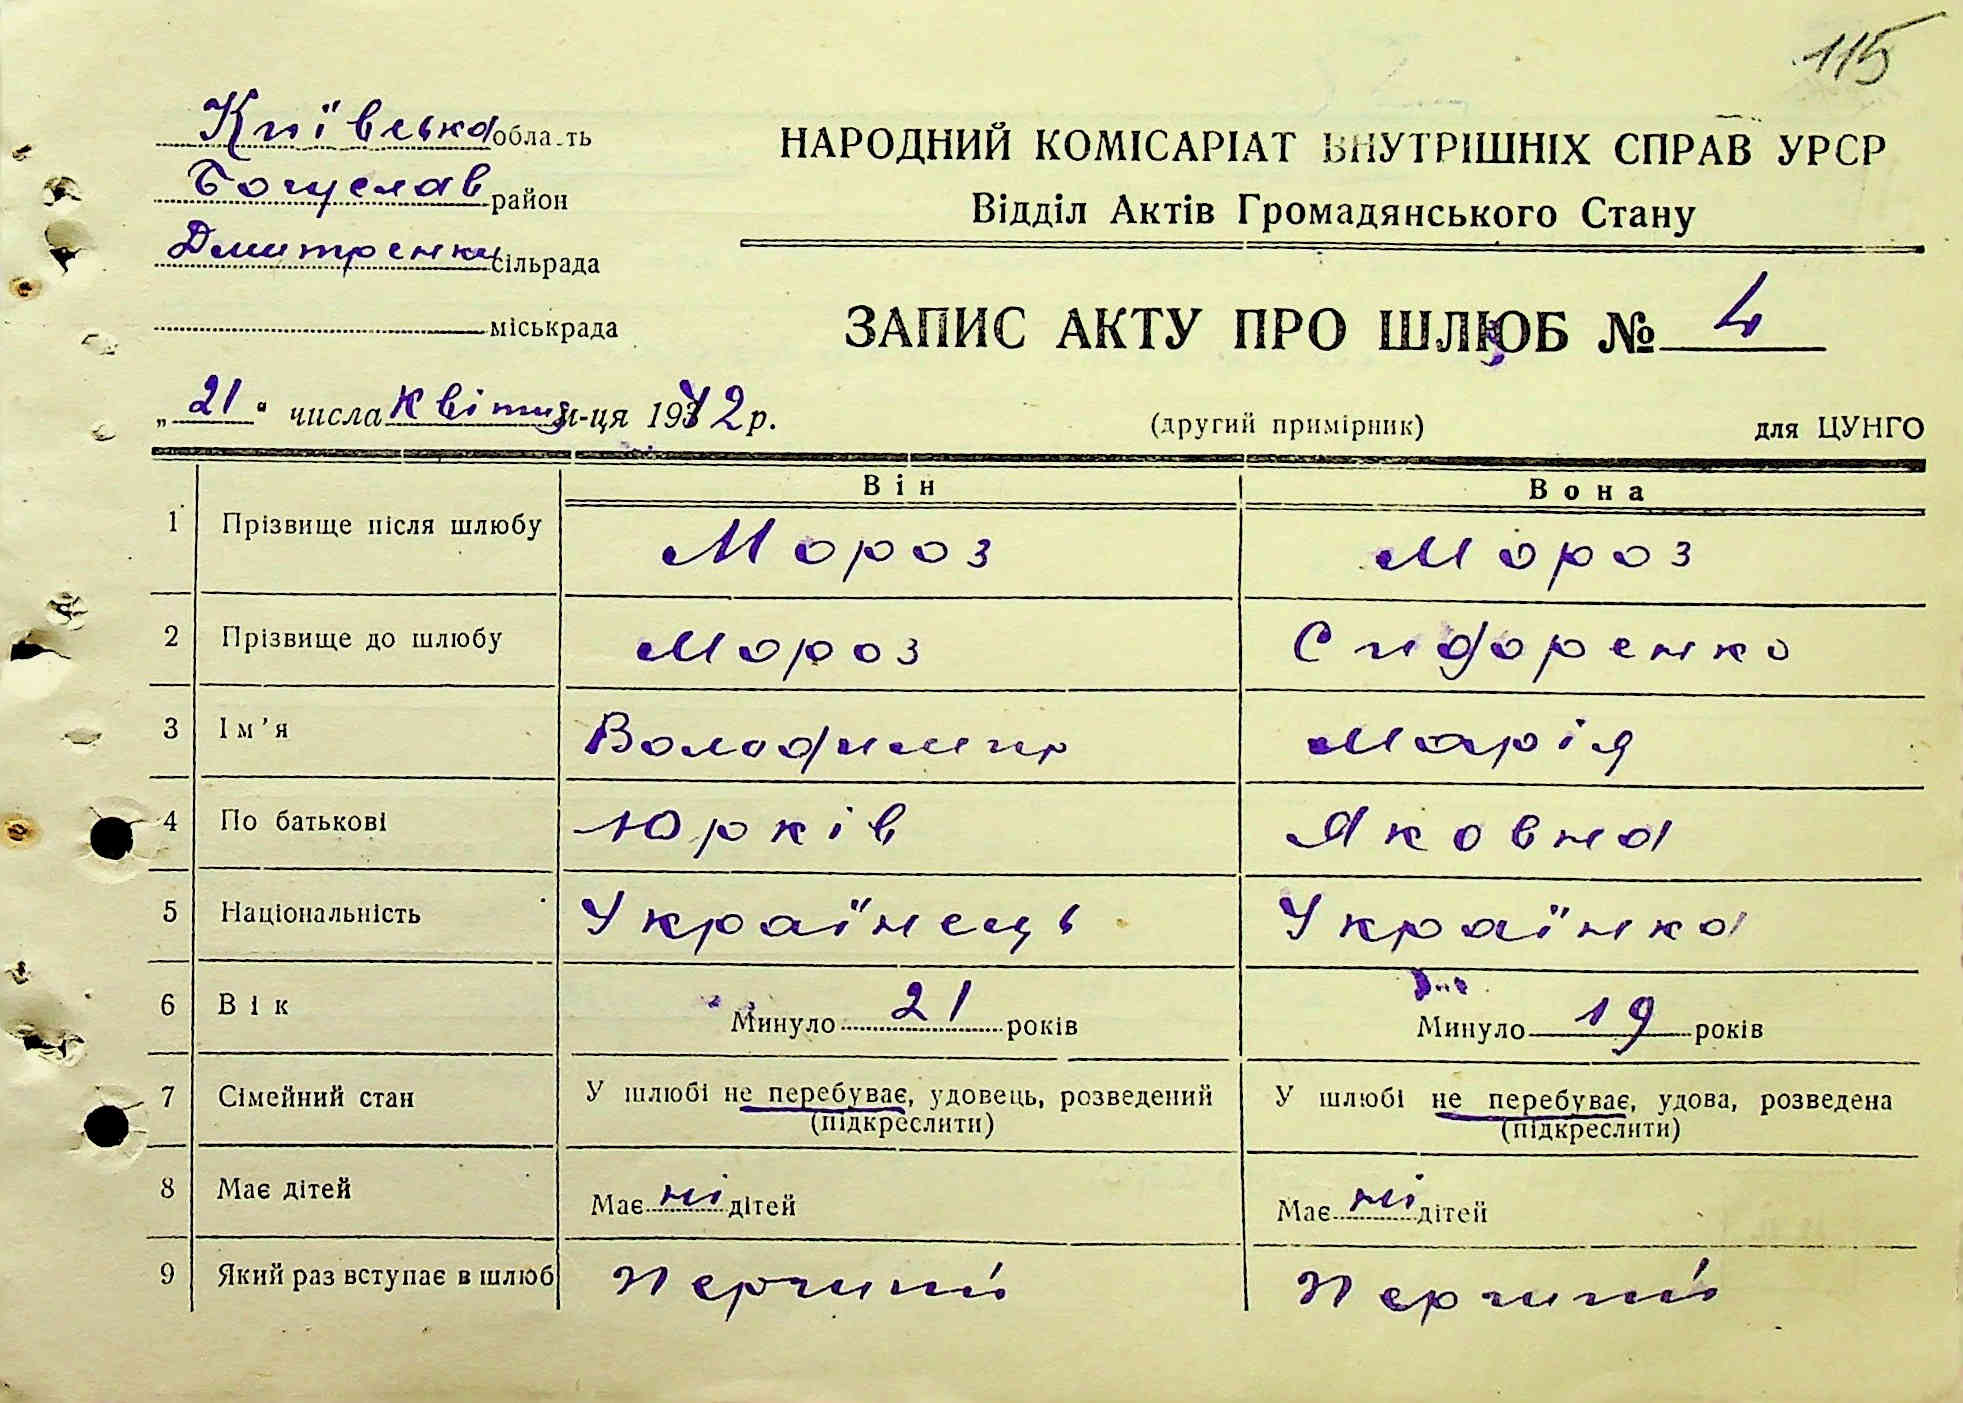 115
Київська область
Богуслав район
Дмитренки сільрада
міськрада
НАРОДНИЙ КОМІСАРІАТ ВНУТРІШНІХ СПРАВ УРСР
Відділ Актів Громадянського Стану
ЗАПИС АКТУ ПРО ШЛЮБ № 4
„21“ числа квітня м-ця 1942 р.
(другий примірник)
для ЦУНГО
Він Вона
1 Прізвище після шлюбу Мороз Мороз
2 Прізвище до шлюбу Мороз Сидоренко
3 Ім'я Володимир Марія
4 По батькові Юрків Яковна
5 Національність Українець Українка
6 Вік Минуло 21 років Минуло 19 років
7 Сімейний стан У шлюбі не перебуває, удовець, розведений У шлюбі не перебуває, удова, розведена
(підкреслити) (підкреслити)
8 Має дітей Має ні дітей Має ні дітей
9 Який раз вступає в шлюб Перший Перший